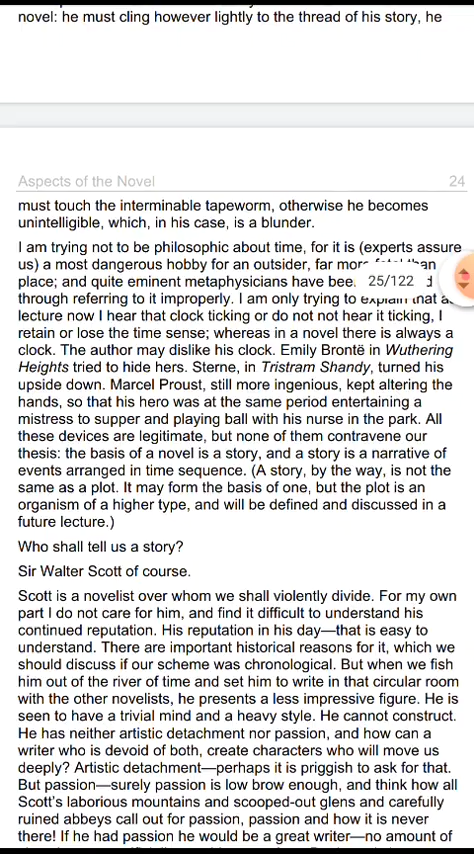 novel: he must cling however lightly to the thread of his story, he
Aspects of the Novel 24
must touch the interminable tapeworm, otherwise he becomes
unintelligible, which, in his case, is a blunder.
I am trying not to be philosophic about time, for it is (experts assure
us) a most dangerous hobby for an outsider, far more fatal than
place; and quite eminent metaphysicians have bee
25/122
through referring to it improperly. I am only trying to explain that a
lecture now I hear that clock ticking or do not not hear it ticking, I
retain or lose the time sense; whereas in a novel there is always a
clock. The author may dislike his clock. Emily Brontë in Wuthering
Heights tried to hide hers. Sterne, in Tristram Shandy, turned his
upside down. Marcel Proust, still more ingenious, kept altering the
hands, so that his hero was at the same period entertaining a
mistress to supper and playing ball with his nurse in the park. All
these devices are legitimate, but none of them contravene our
thesis: the basis of a novel is a story, and a story is a narrative of
events arranged in time sequence. (A story, by the way, is not the
same as a plot. It may form the basis of one, but the plot is an
organism of a higher type, and will be defined and discussed in a
future lecture.)
Who shall tell us a story?
Sir Walter Scott of course.
Scott is a novelist over whom we shall violently divide. For my own
part I do not care for him, and find it difficult to understand his
continued reputation. His reputation in his day—that is easy to
understand. There are important historical reasons for it, which we
should discuss if our scheme was chronological. But when we fish
him out of the river of time and set him to write in that circular room
with the other novelists, he presents a less impressive figure. He is
seen to have a trivial mind and a heavy style. He cannot construct.
He has neither artistic detachment nor passion, and how can a
writer who is devoid of both, create characters who will move us
deeply? Artistic detachment—perhaps it is priggish to ask for that.
But passion—surely passion is low brow enough, and think how all
Scott's laborious mountains and scooped-out glens and carefully
ruined abbeys call out for passion, passion and how it is never
there! If he had passion he would be a great writer—no amount of